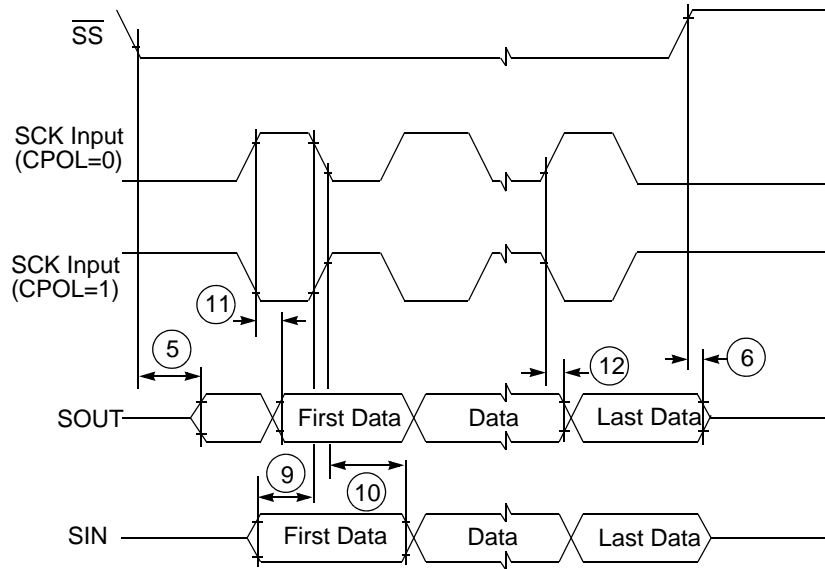 SS
SCK Input
(CPOL=0)
SCK Input
(CPOL=1)
11
5
12
6
SOUT
First Data
Data
Last Data
9
10
SIN
First Data
Data
Last Data